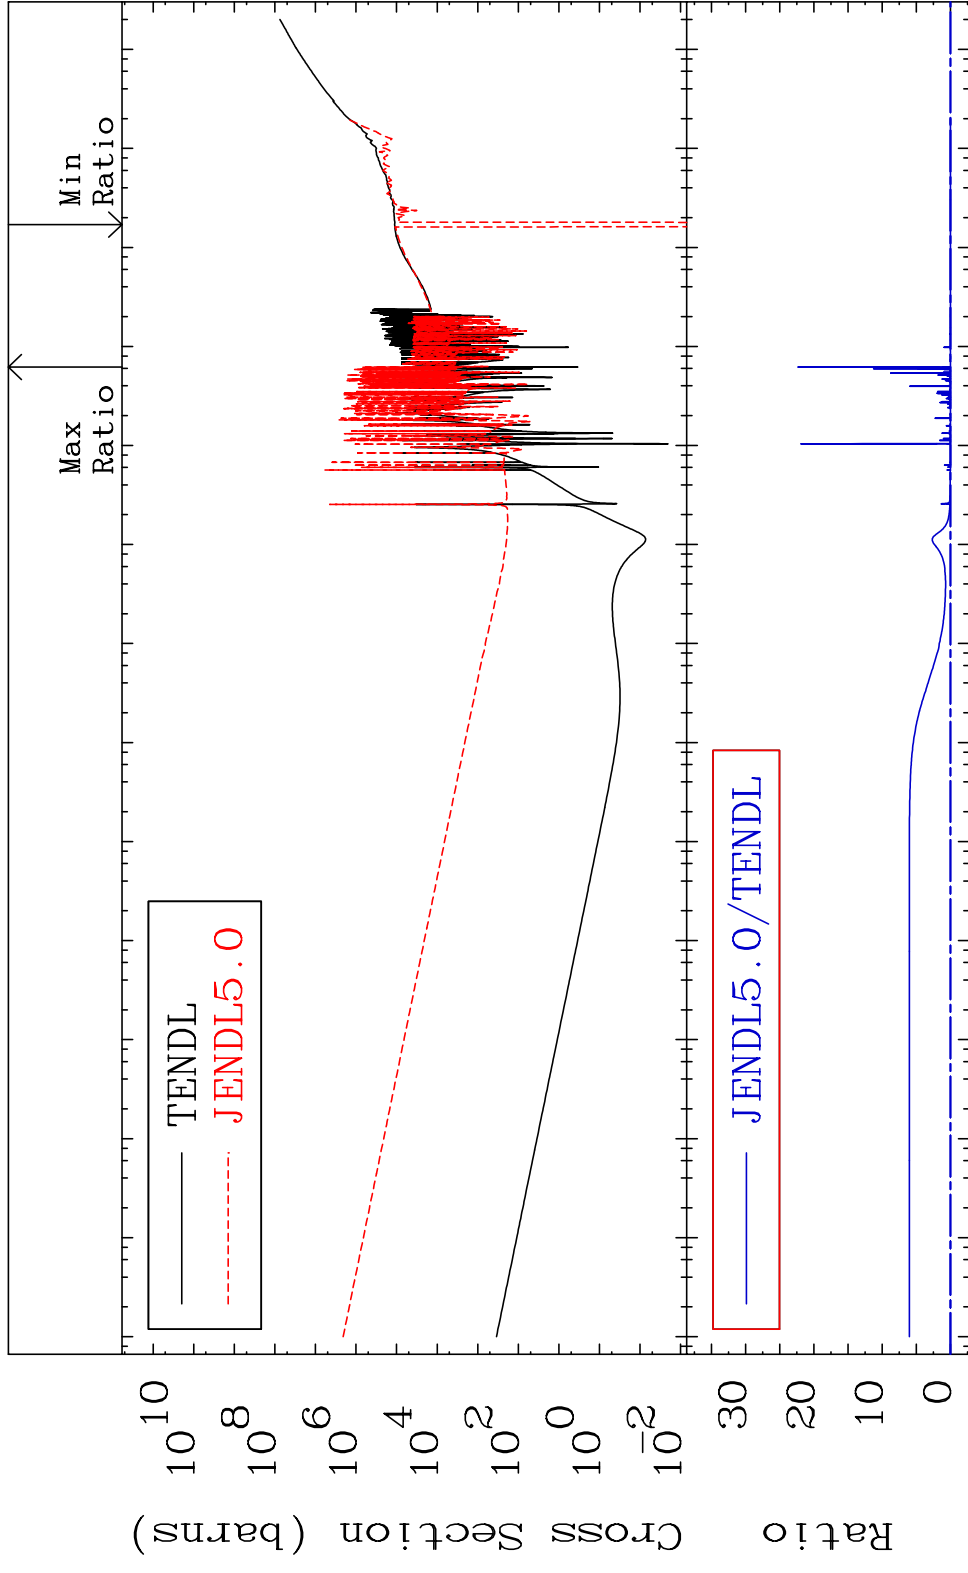 Max
Ratio
Min
Ratio
TENDL
JENDL5.0
10^10
10^8
10^6
10^4
10^2
10^0
10^-2
Cross Section (barns)
JENDL5.0/TENDL
30
20
10
0
Ratio